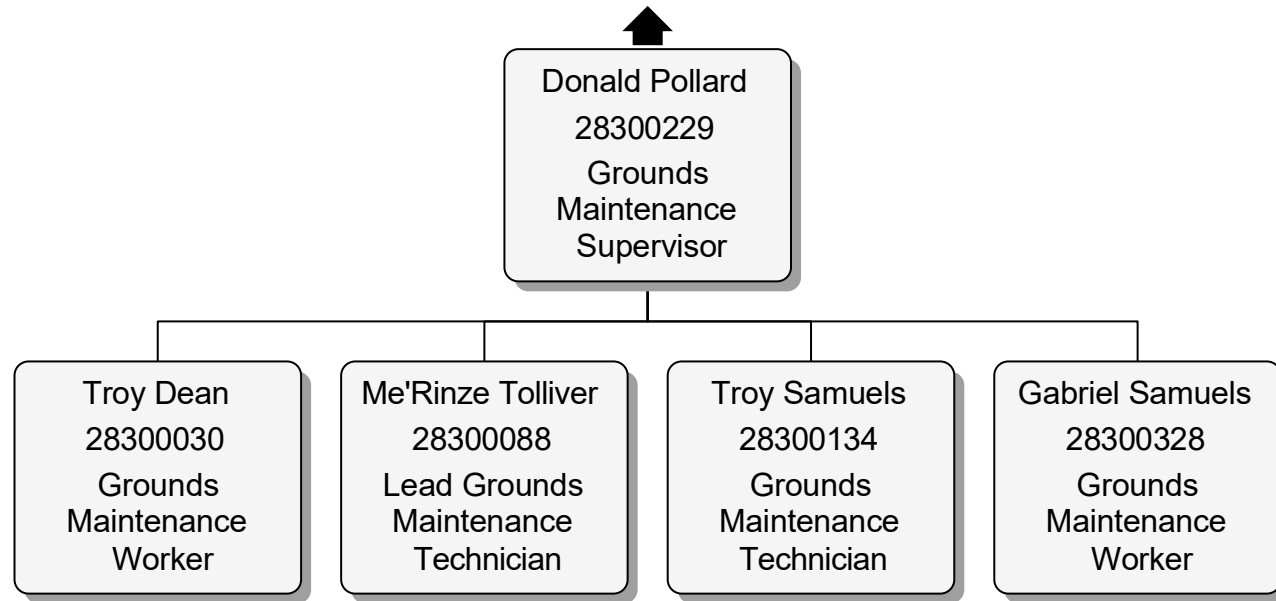 Donald Pollard
28300229
Grounds
Maintenance
Supervisor
Troy Dean
28300030
Grounds
Maintenance
Worker
Me'Rinze Tolliver
28300088
Lead Grounds
Maintenance
Technician
Troy Samuels
28300134
Grounds
Maintenance
Technician
Gabriel Samuels
28300328
Grounds
Maintenance
Worker